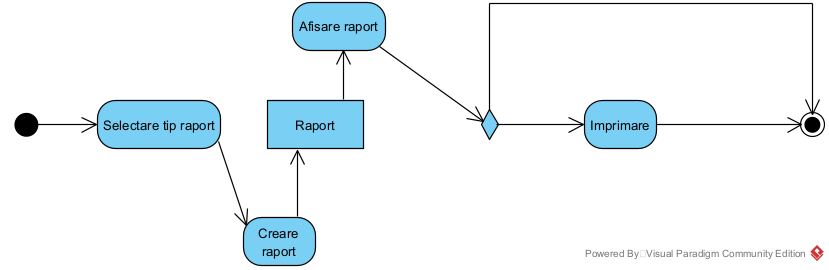 Afisare raport
Selectare tip raport
Raport
Imprimare
Creare
raport
Powered By Visual Paradigm Community Edition